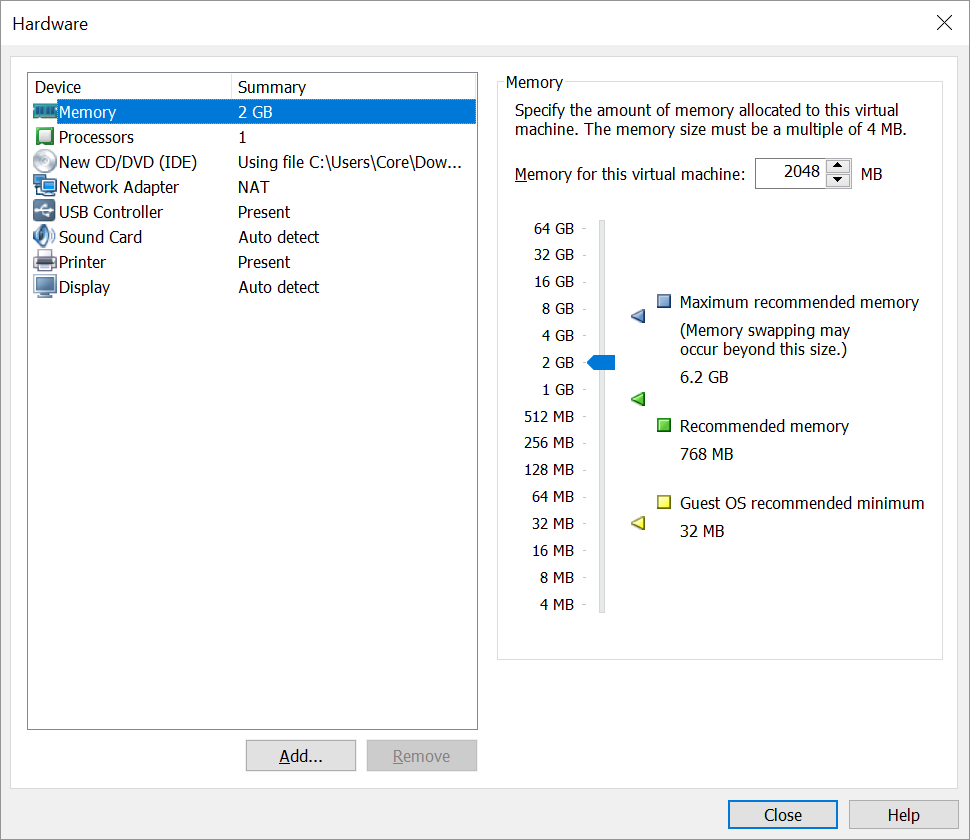 Hardware
Device Summary
Memory 2 GB
Processors 1
New CD/DVD (IDE) Using file C:\Users\Core\Dow...
Network Adapter NAT
USB Controller Present
Sound Card Auto detect
Printer Present
Display Auto detect
Add...
Remove
Memory
Specify the amount of memory allocated to this virtual
machine. The memory size must be a multiple of 4 MB.
Memory for this virtual machine: 2048 MB
64 GB
32 GB
16 GB
8 GB
4 GB
2 GB
1 GB
512 MB
256 MB
128 MB
64 MB
32 MB
16 MB
8 MB
4 MB
Maximum recommended memory
(Memory swapping may
occur beyond this size.)
6.2 GB
Recommended memory
768 MB
Guest OS recommended minimum
32 MB
Close
Help